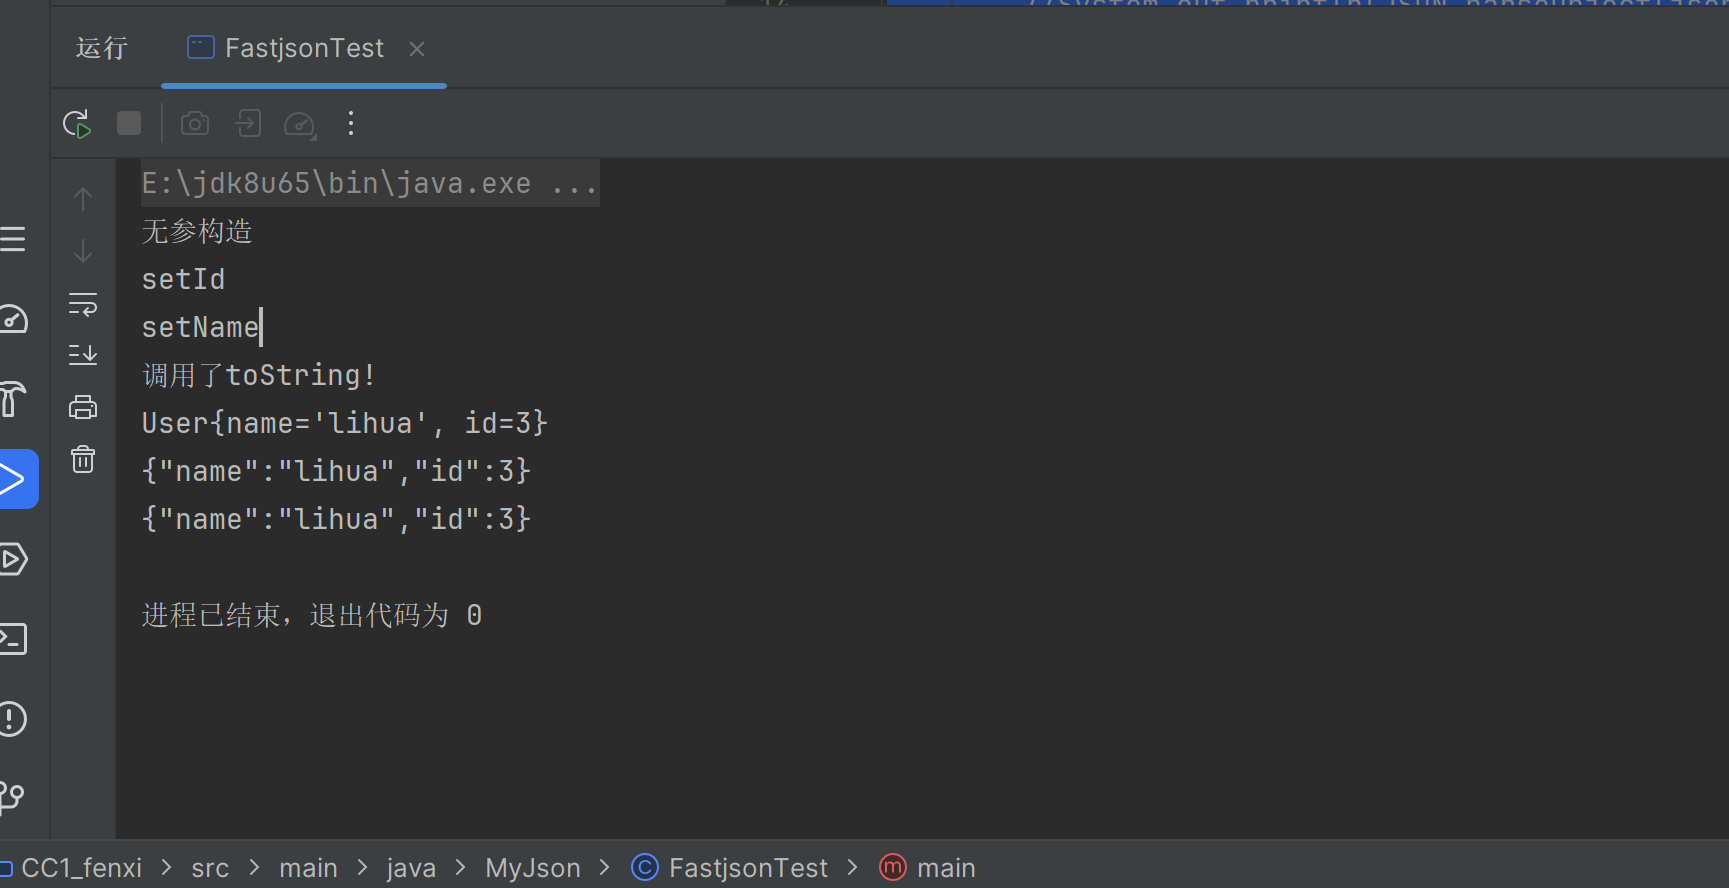 运行 FastjsonTest
E:\jdk8u65\bin\java.exe ...
无参构造
setId
setName
调用了toString!
User{name='lihua', id=3}
{"name":"lihua","id":3}
{"name":"lihua","id":3}
进程已结束，退出代码为 0
CC1_fenxi > src > main > java > MyJson > FastjsonTest > main